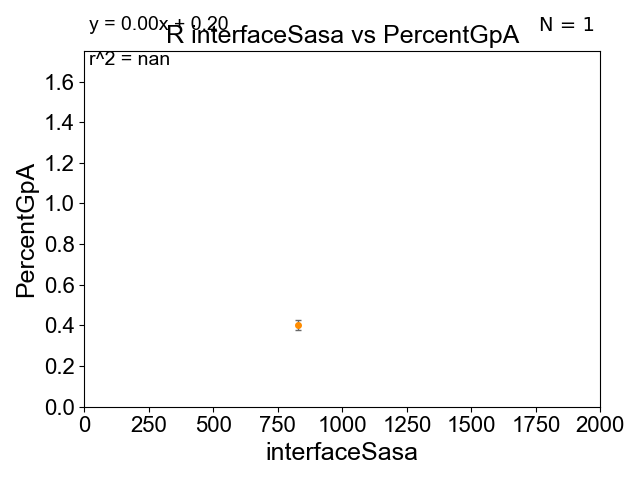 y = 0.00x + 0.20
N = 1
R interfaceSasa vs PercentGpA
r^2 = nan
1.6
1.4
1.2
1.0
0.8
0.6
0.4
0.2
0.0
PercentGpA
0 250 500 750 1000 1250 1500 1750 2000
interfaceSasa